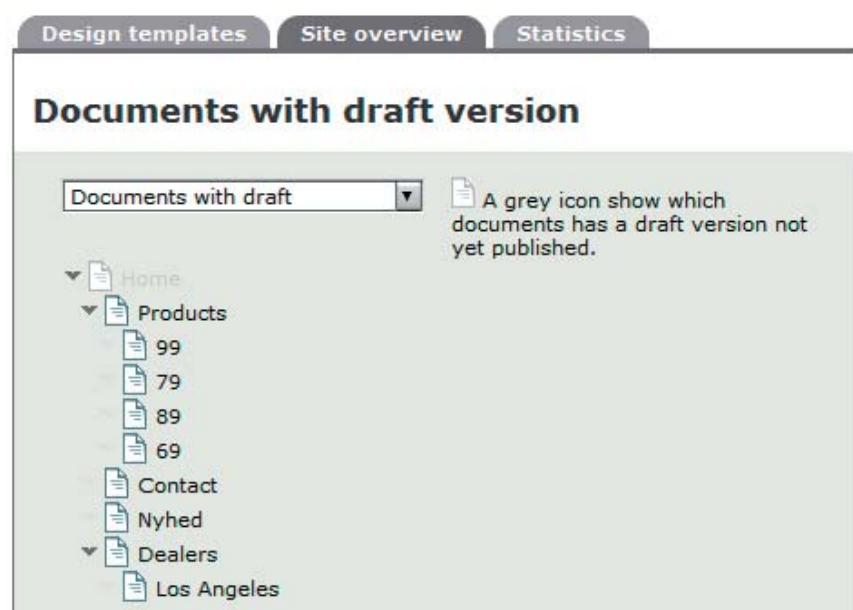 Design templates Site overview Statistics
Documents with draft version
Documents with draft
A grey icon show which
documents has a draft version not
yet published.
Home
Products
99
79
89
69
Contact
Nyhed
Dealers
Los Angeles